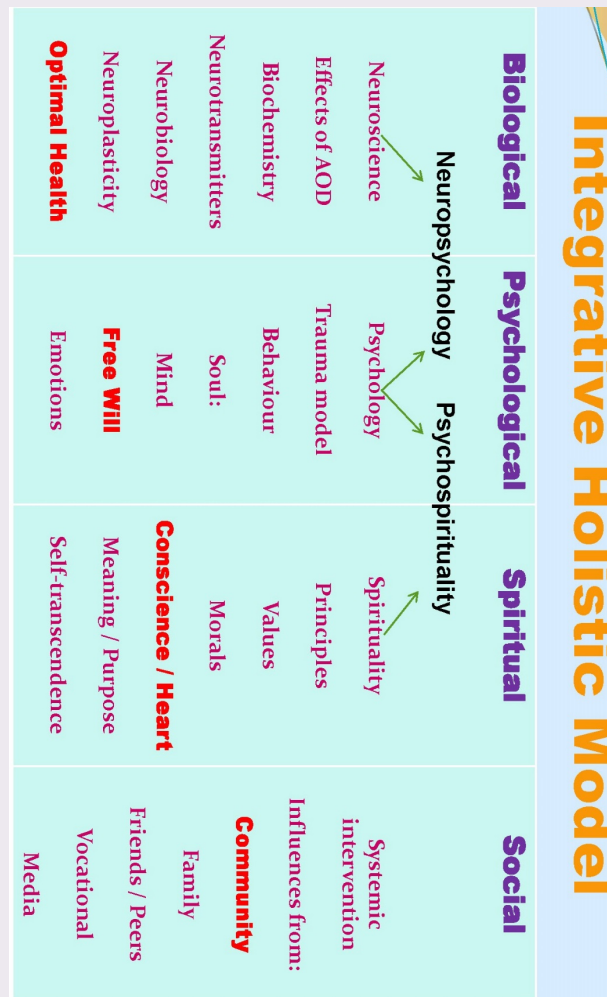 Integrative Holistic Model
Biological
Psychological
Spiritual
Social
Neuropsychology
Psychospirituality
Neuroscience
Effects of AOD
Biochemistry
Neurotransmitters
Neurobiology
Neuroplasticity
Optimal Health
Psychology
Trauma model
Behaviour
Soul:
Mind
Free Will
Emotions
Spirituality
Principles
Values
Morals
Conscience / Heart
Meaning / Purpose
Self-transcendence
Systemic
intervention
Influences from:
Community
Family
Friends / Peers
Vocational
Media